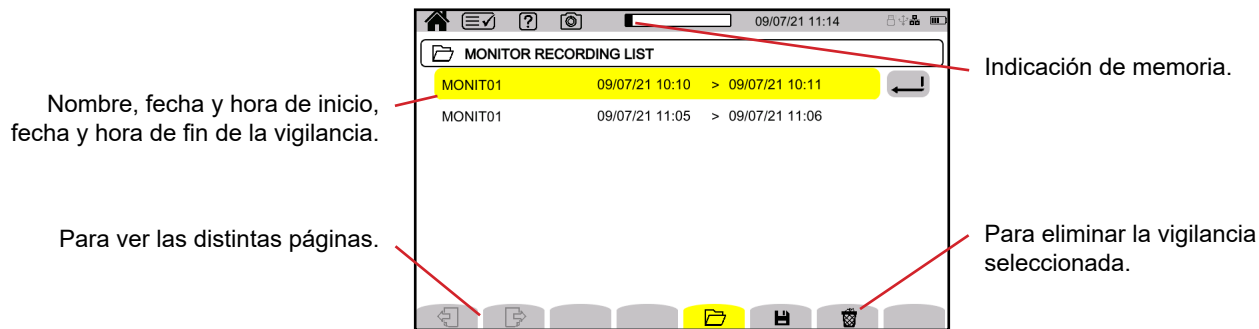 09/07/21 11:14
MONITOR RECORDING LIST
Indicación de memoria.
MONIT01 09/07/21 10:10 > 09/07/21 10:11
Nombre, fecha y hora de inicio,
fecha y hora de fin de la vigilancia.
MONIT01 09/07/21 11:05 > 09/07/21 11:06
Para ver las distintas páginas.
Para eliminar la vigilancia
seleccionada.